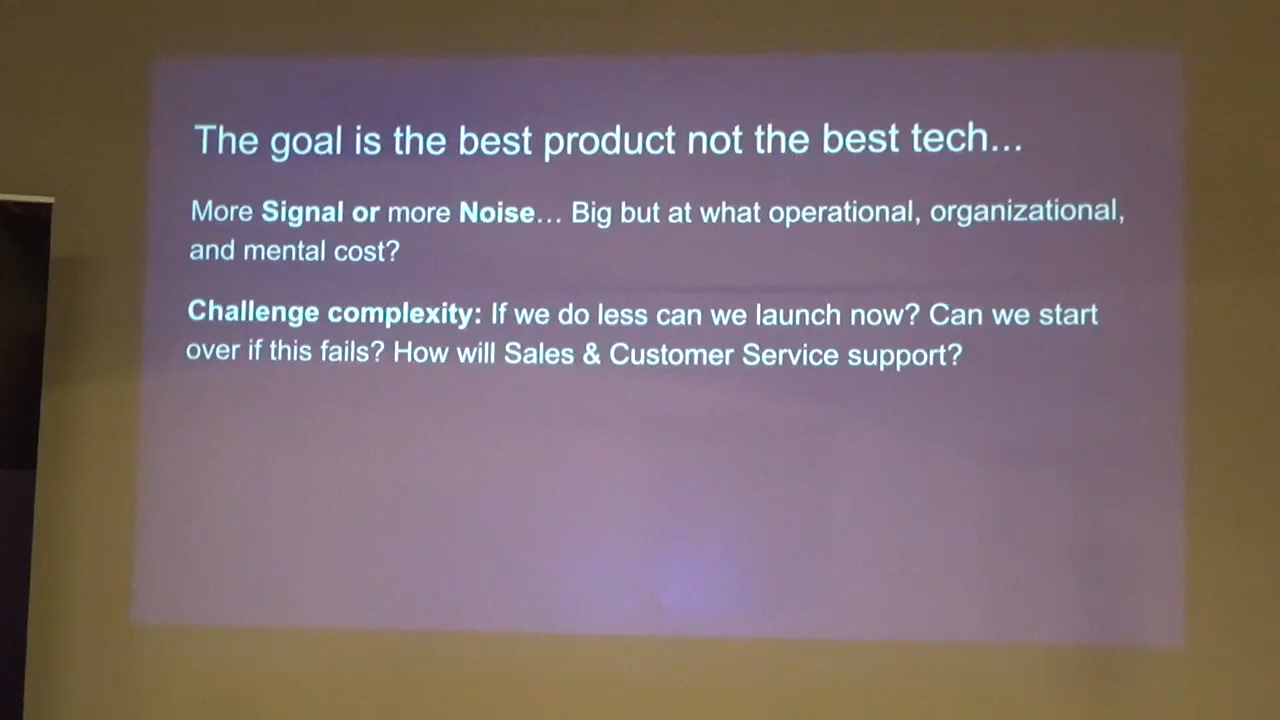 The goal is the best product not the best tech...
More Signal or more Noise... Big but at what operational, organizational,
and mental cost?
Challenge complexity: If we do less can we launch now? Can we start
over if this fails? How will Sales & Customer Service support?